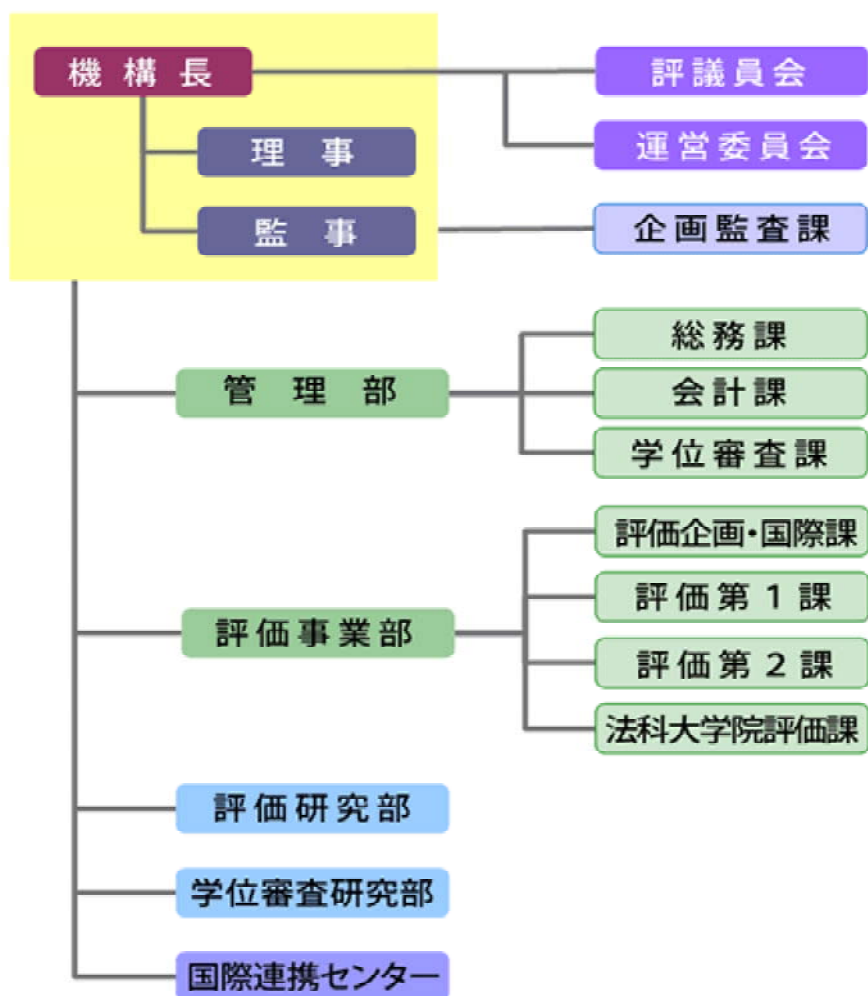 機構長
評議員会
理事
運営委員会
監事
企画監査課
管理部
総務課
会計課
学位審査課
評価事業部
評価企画・国際課
評価第1課
評価第2課
法科大学院評価課
評価研究部
学位審査研究部
国際連携センター